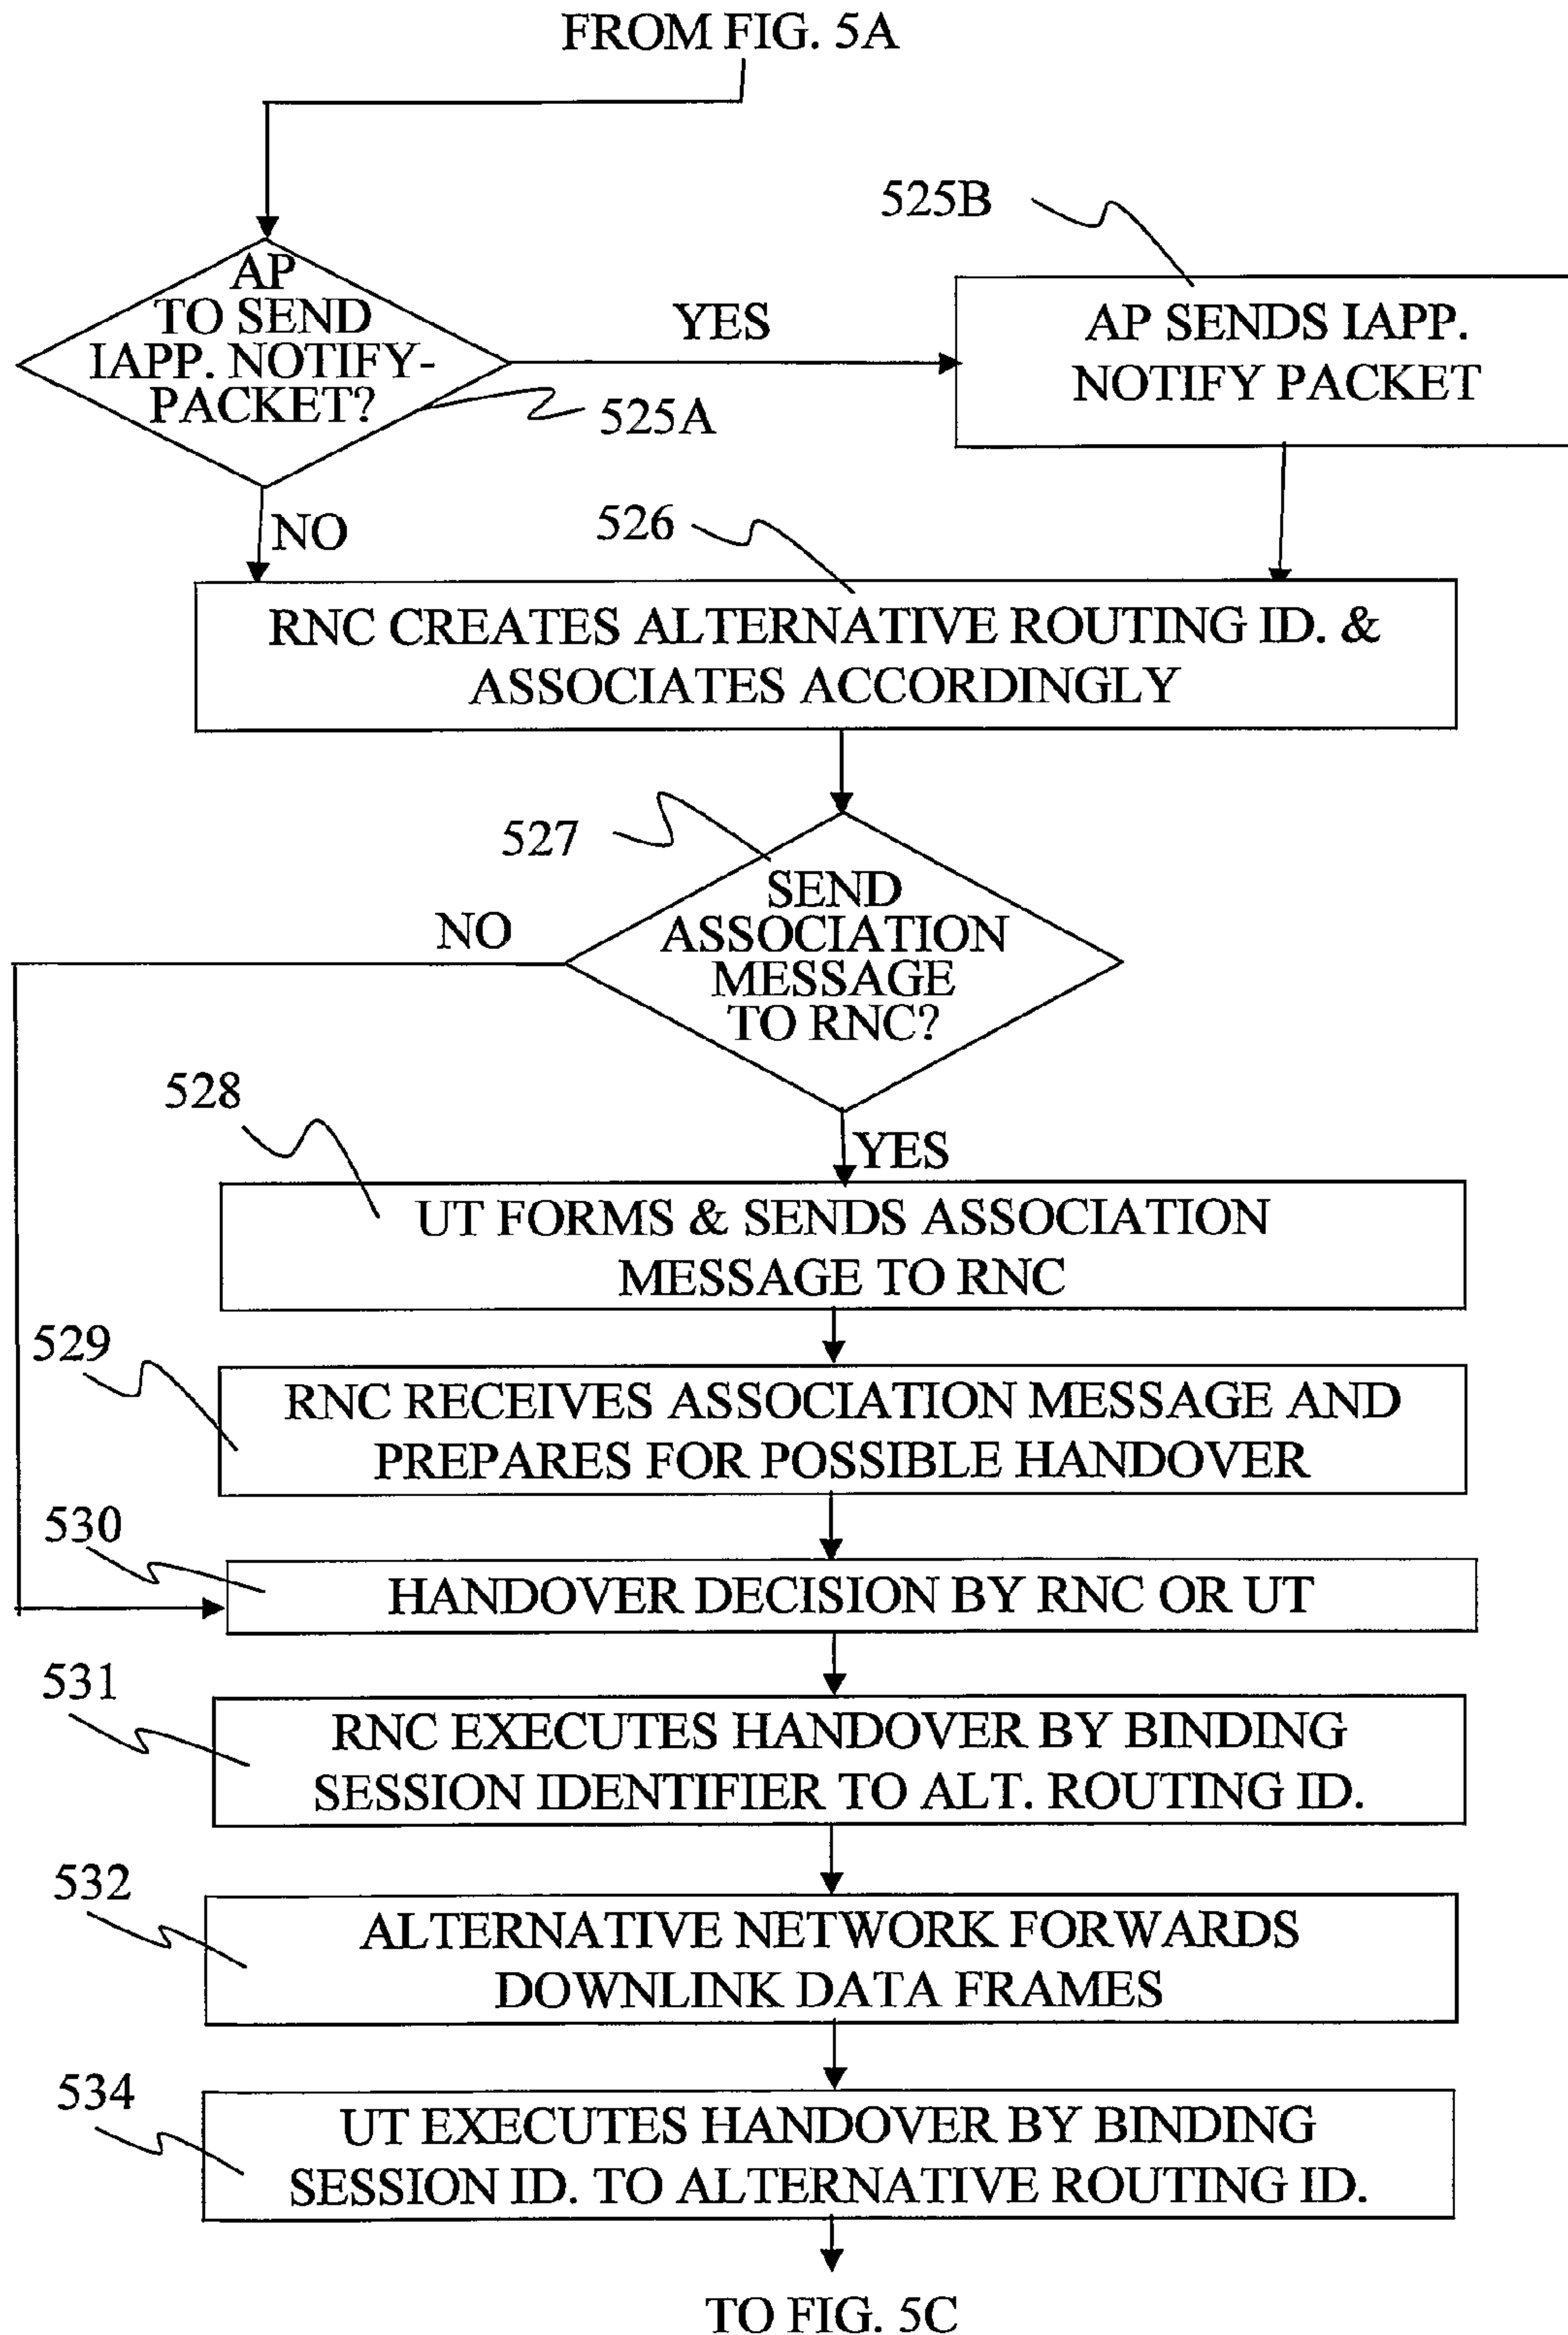 FROM FIG. 5A
525B
AP
TO SEND
IAPP. NOTIFY-
PACKET?
YES
AP SENDS IAPP.
NOTIFY PACKET
525A
NO
526
RNC CREATES ALTERNATIVE ROUTING ID. &
ASSOCIATES ACCORDINGLY
527
SEND
ASSOCIATION
MESSAGE
TO RNC?
NO
528
YES
UT FORMS & SENDS ASSOCIATION
MESSAGE TO RNC
529
RNC RECEIVES ASSOCIATION MESSAGE AND
PREPARES FOR POSSIBLE HANDOVER
530
HANDOVER DECISION BY RNC OR UT
531
RNC EXECUTES HANDOVER BY BINDING
SESSION IDENTIFIER TO ALT. ROUTING ID.
532
ALTERNATIVE NETWORK FORWARDS
DOWNLINK DATA FRAMES
534
UT EXECUTES HANDOVER BY BINDING
SESSION ID. TO ALTERNATIVE ROUTING ID.
TO FIG. 5C